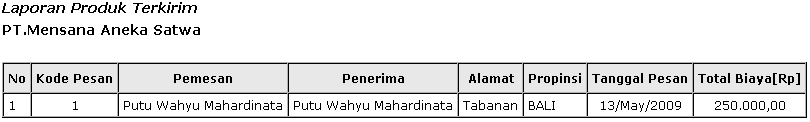 Laporan Produk Terkirim
PT.Mensana Aneka Satwa
No Kode Pesan Pemesan Penerima Alamat Propinsi Tanggal Pesan Total Biaya[Rp]
1 1 Putu Wahyu Mahardinata Putu Wahyu Mahardinata Tabanan BALI 13/May/2009 250.000,00